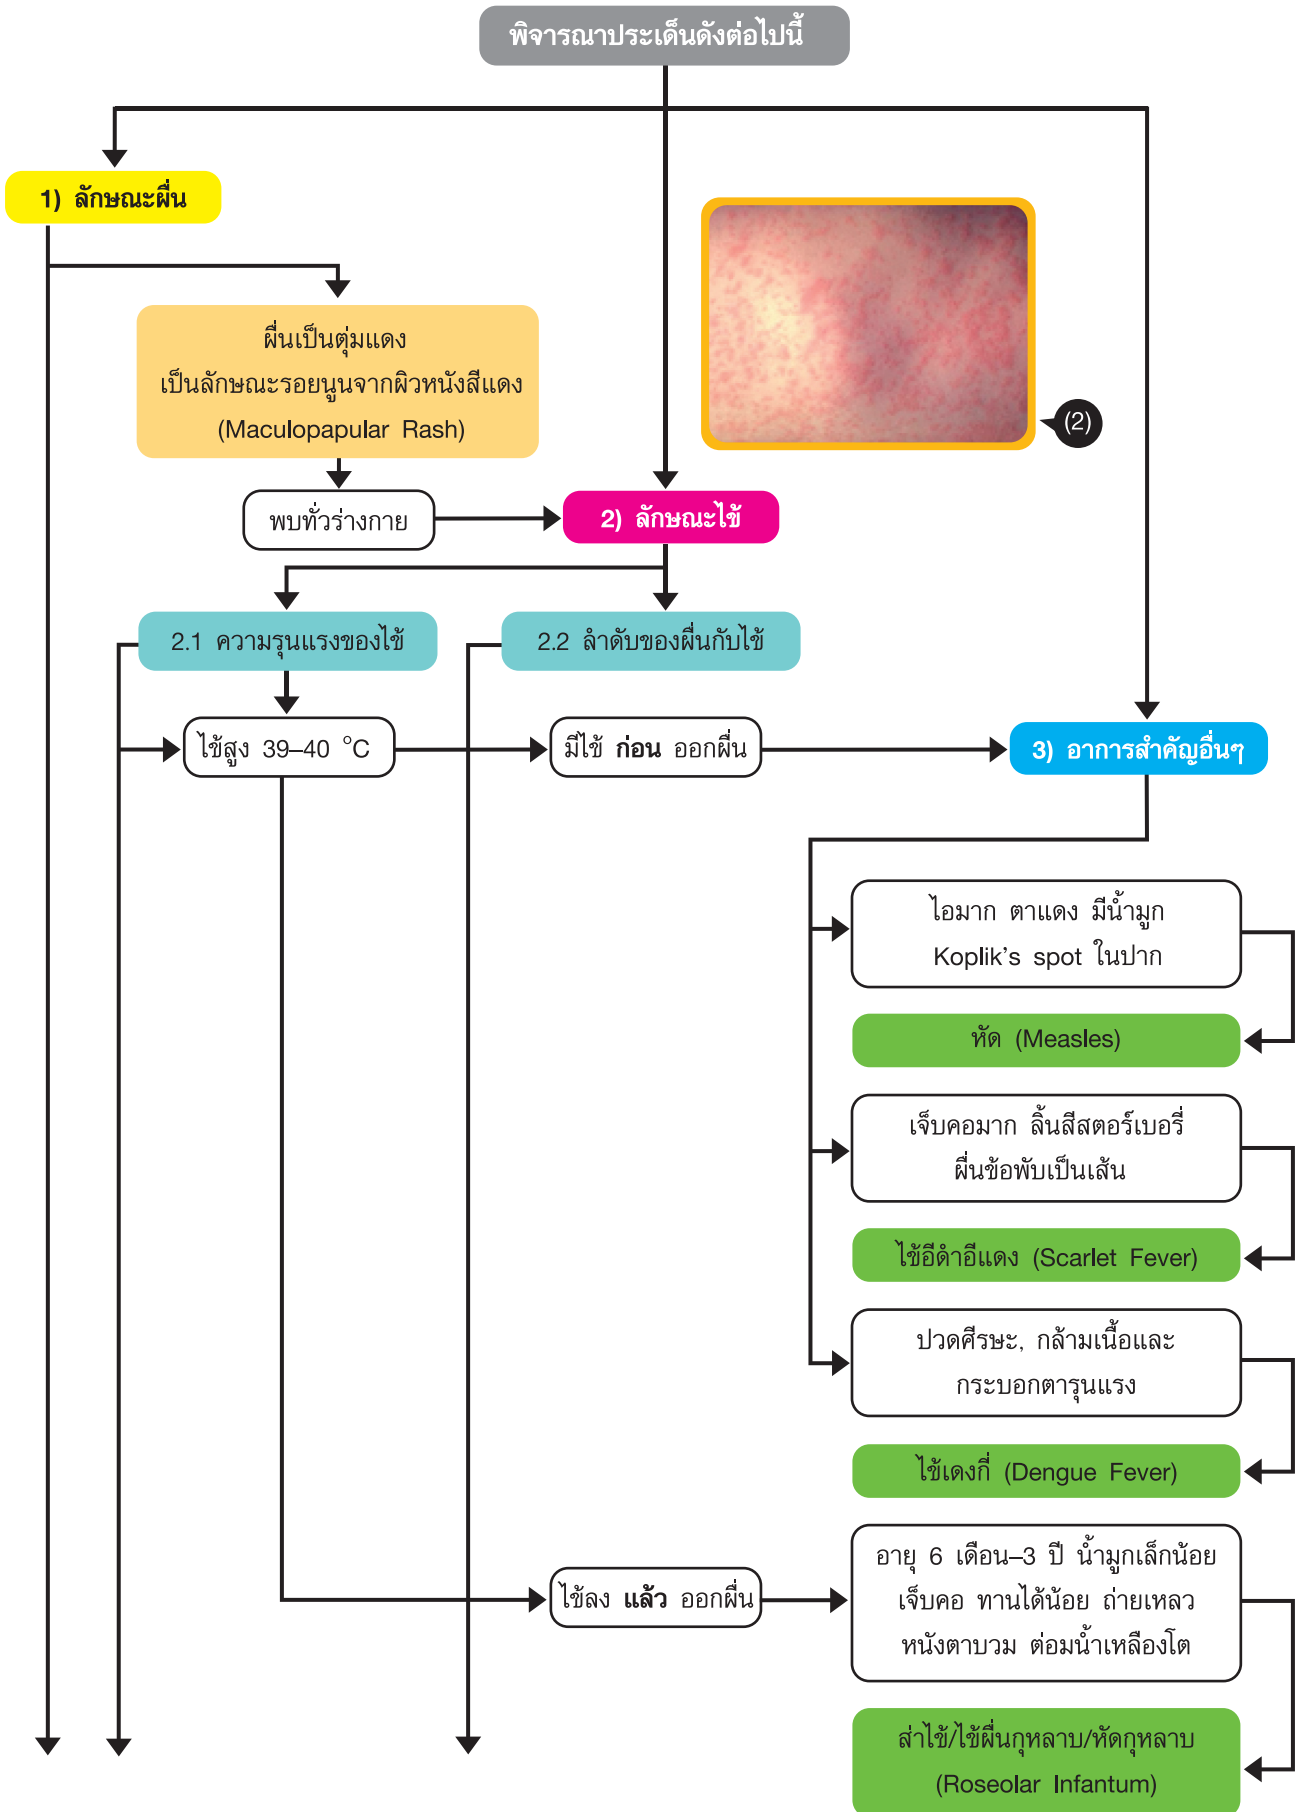 พิจารณาประเด็นดังต่อไปนี้
1) ลักษณะผื่น
ผื่นเป็นตุ่มแดง
เป็นลักษณะรอยนูนจากผิวหนังสีแดง
(Maculopapular Rash)
(2)
พบทั่วร่างกาย
2) ลักษณะไข้
2.1 ความรุนแรงของไข้
2.2 ลำดับของผื่นกับไข้
ไข้สูง 39–40 °C
มีไข้ ก่อน ออกผื่น
3) อาการสำคัญอื่นๆ
ไอมาก ตาแดง มีน้ำมูก
Koplik's spot ในปาก
หัด (Measles)
เจ็บคอมาก ลิ้นสีสตอร์เบอรี่
ผื่นข้อพับเป็นเส้น
ไข้อีดำอีแดง (Scarlet Fever)
ปวดศีรษะ, กล้ามเนื้อและ
กระบอกตารุนแรง
ไข้เดงกี่ (Dengue Fever)
ไข้ลง แล้ว ออกผื่น
อายุ 6 เดือน–3 ปี น้ำมูกเล็กน้อย
เจ็บคอ ทานได้น้อย ถ่ายเหลว
หนังตาบวม ต่อมน้ำเหลืองโต
ส่าไข้/ไข้ผื่นกุหลาบ/หัดกุหลาบ
(Roseolar Infantum)